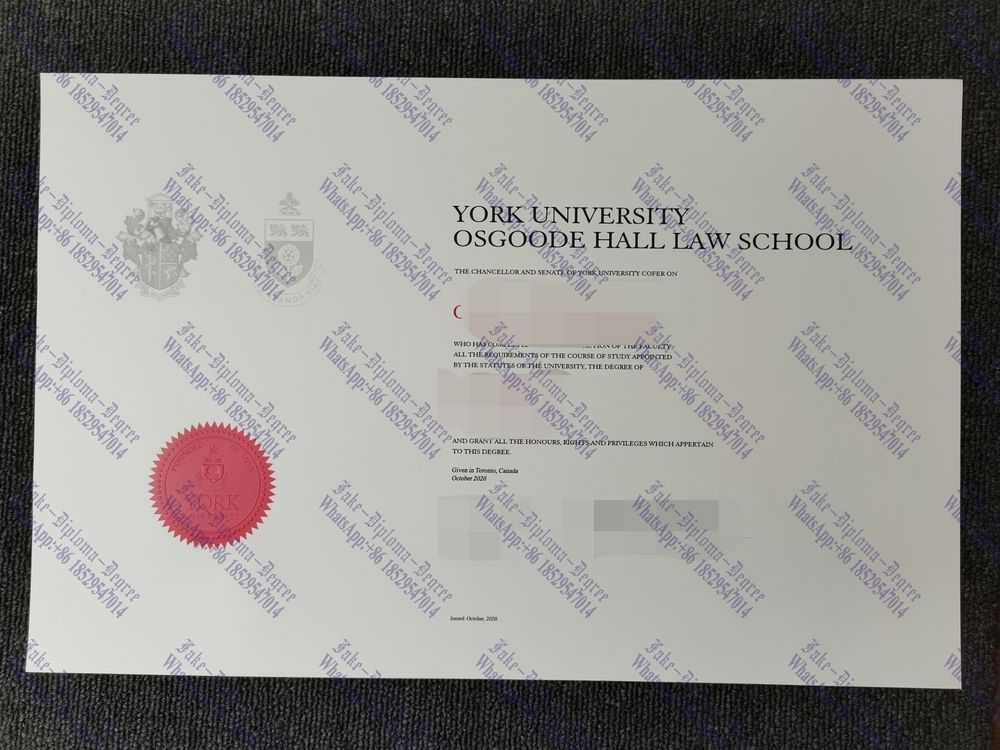 YORK UNIVERSITY
OSGOODE HALL LAW SCHOOL
THE CHANCELLOR AND SENATE OF YORK UNIVERSITY COFER ON
C
WHO HAS OF THE FACULTY
ALL THE REQUIREMENTS OF THE COURSE OF STUDY APPOINTED
BY THE STATUTES OF THE UNIVERSITY, THE DEGREE OF
AND GRANT ALL THE HONOURS, RIGHTS AND PRIVILEGES WHICH APPERTAIN
TO THIS DEGREE.
Given in Toronto, Canada
October 2020
Issued: October, 2020.
YORK
UNIVERSITY
Fake-Diploma-Degree
WhatsApp:+86 18529547014